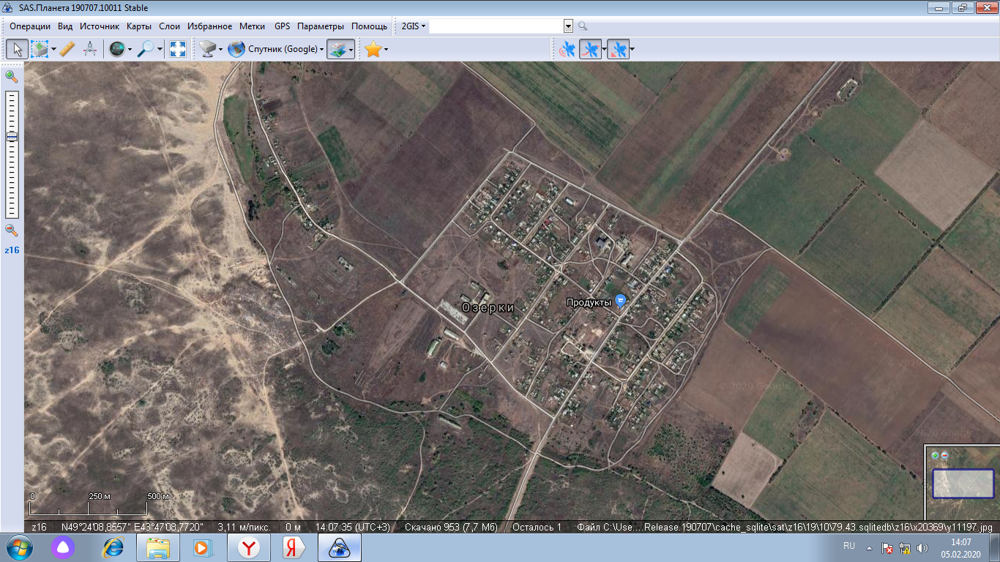 SAS.Планета 190707.10011 Stable
Операции Вид Источник Карты Слои Избранное Метки GPS Параметры Помощь 2GIS
Спутник (Google)
z16
Озерки
Продукты
0 250 м 500 м
z16 N49°24'08,8557" E43°47'08,7720" 3,11 м/пикс. 0 м 14:07:35 (UTC+3) Скачано 953 (7,7 Мб) Осталось 1 Файл C:\Use....Release.190707\cache_sqlite\sat\z16\19\10\79.43.sqlitedb\z16\x20369\y11197.jpg
RU 14:07
05.02.2020